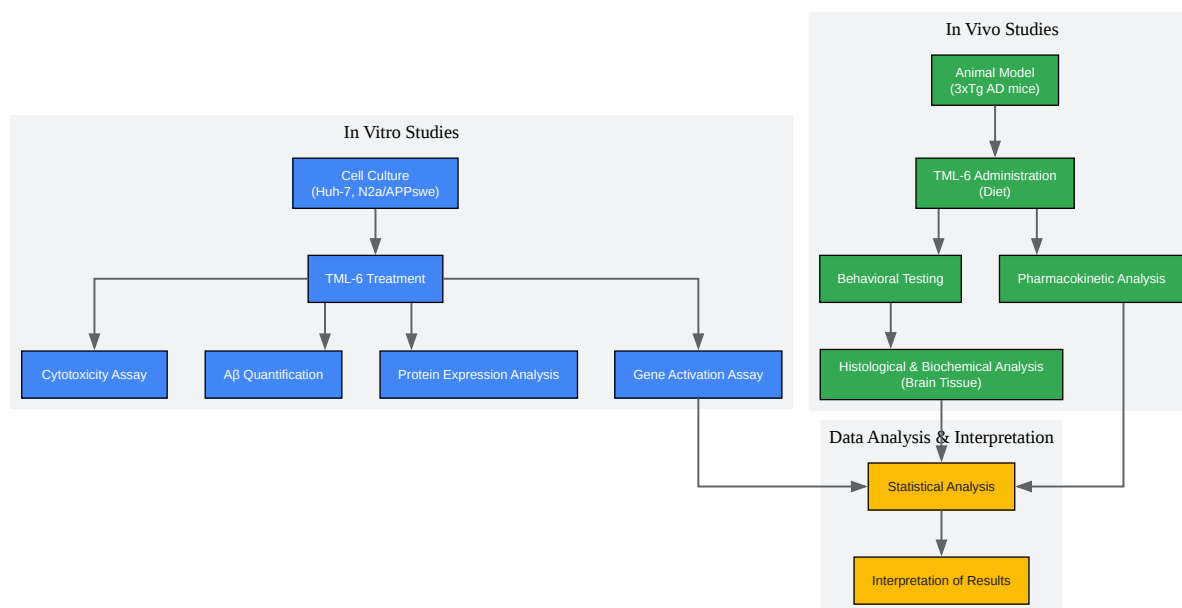 In Vivo Studies
Animal Model
(3xTg AD mice)
TML-6 Administration
(Diet)
Behavioral Testing
Pharmacokinetic Analysis
Histological & Biochemical Analysis
(Brain Tissue)
In Vitro Studies
Cell Culture
(Huh-7, N2a/APPswe)
TML-6 Treatment
Cytotoxicity Assay
Aβ Quantification
Protein Expression Analysis
Gene Activation Assay
Data Analysis & Interpretation
Statistical Analysis
Interpretation of Results